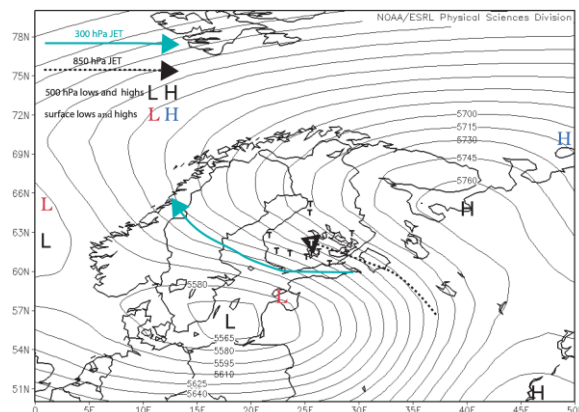 NOAA/ESRL Physical Sciences Division
78N
300 hPa JET
75N
850 hPa JET
500 hPa lows and highs L H
72N
surface lows and highs L H
5700
5715
H
69N
5730
5745
5760
66N
L
H
63N
L
T T T T T T T T T T T T T
60N
5580
L
57N
L
5565
54N
5580
5595
5610
5625
51N
5640
H
0 5E 10E 15E 20E 25E 30E 35E 40E 45E 50E